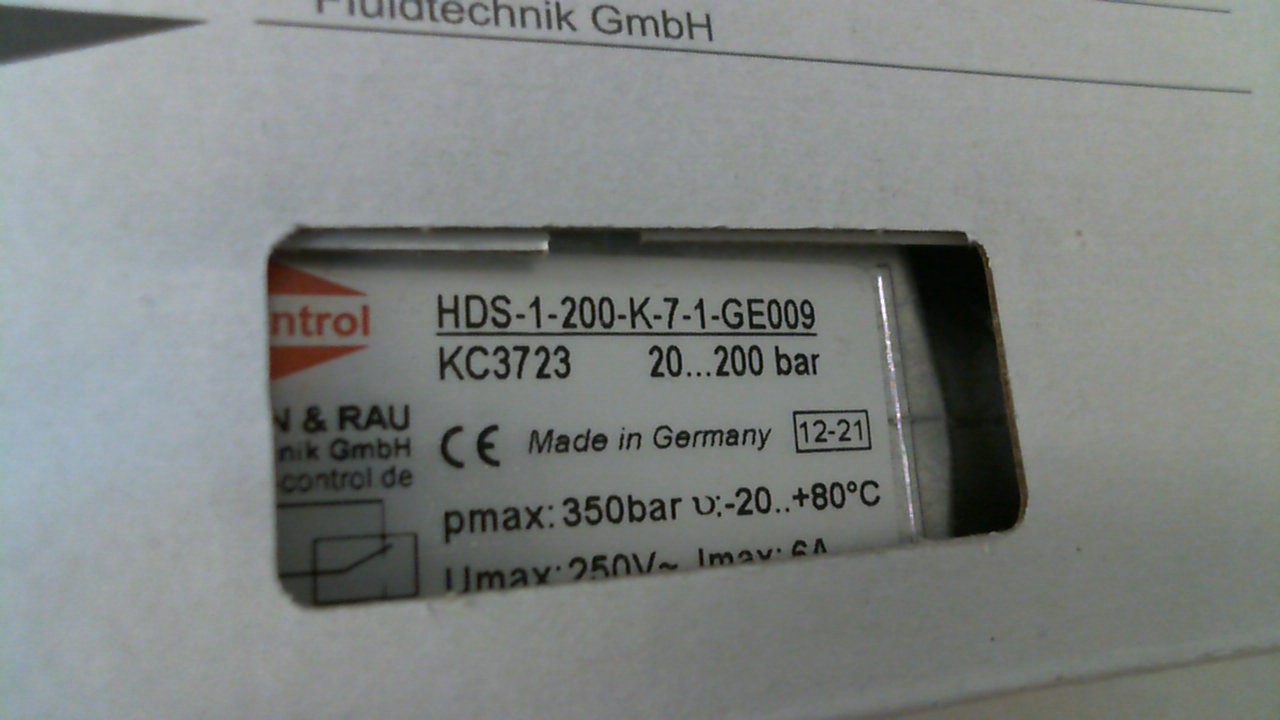 Fluidtechnik GmbH
ntrol
HDS-1-200-K-7-1-GE009
KC3723 20...200 bar
N & RAU
nik GmbH
CE Made in Germany 12-21
control de
pmax: 350bar υ:-20..+80°C
Umax: 250V~ Imax: 6A